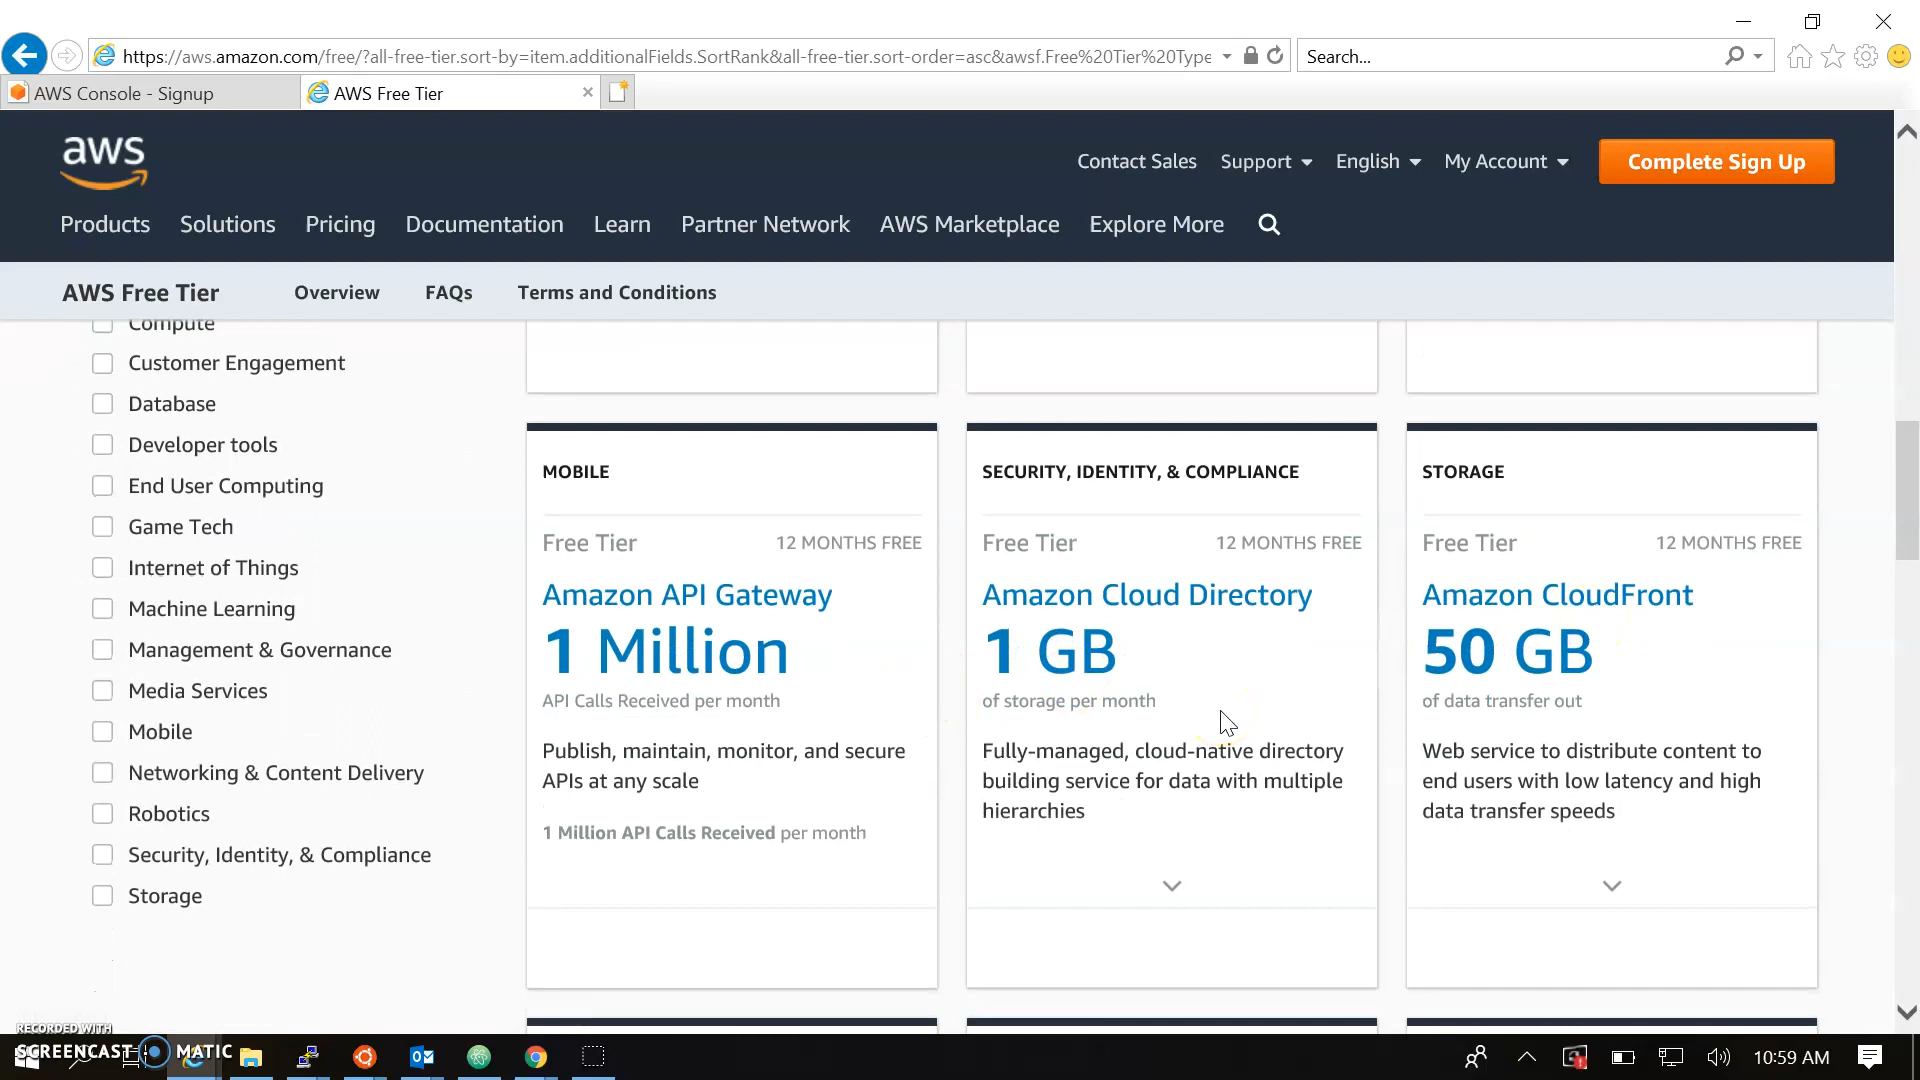 https://aws.amazon.com/free/?all-free-tier.sort-by=item.additionalFields.SortRank&all-free-tier.sort-order=asc&awsf.Free%20Tier%20Type
Search...
AWS Console - Signup
AWS Free Tier
aws
Contact Sales
Support
English
My Account
Complete Sign Up
Products
Solutions
Pricing
Documentation
Learn
Partner Network
AWS Marketplace
Explore More
AWS Free Tier
Overview
FAQs
Terms and Conditions
Compute
Customer Engagement
Database
Developer tools
End User Computing
Game Tech
Internet of Things
Machine Learning
Management & Governance
Media Services
Mobile
Networking & Content Delivery
Robotics
Security, Identity, & Compliance
Storage
MOBILE
Free Tier
12 MONTHS FREE
Amazon API Gateway
1 Million
API Calls Received per month
Publish, maintain, monitor, and secure
APIs at any scale
1 Million API Calls Received per month
SECURITY, IDENTITY, & COMPLIANCE
Free Tier
12 MONTHS FREE
Amazon Cloud Directory
1 GB
of storage per month
Fully-managed, cloud-native directory
building service for data with multiple
hierarchies
STORAGE
Free Tier
12 MONTHS FREE
Amazon CloudFront
50 GB
of data transfer out
Web service to distribute content to
end users with low latency and high
data transfer speeds
RECORDED WITH
SCREENCAST MATIC
10:59 AM